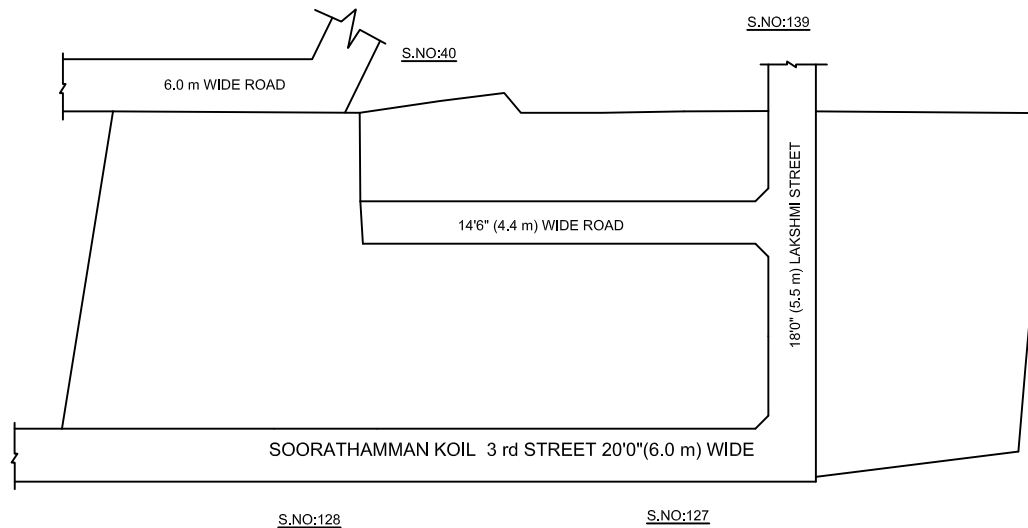 S.NO:139
S.NO:40
6.0 m WIDE ROAD
14'6" (4.4 m) WIDE ROAD
18'0" (5.5 m) LAKSHMI STREET
SOORATHAMMAN KOIL 3 rd STREET 20'0"(6.0 m) WIDE
S.NO:128
S.NO:127